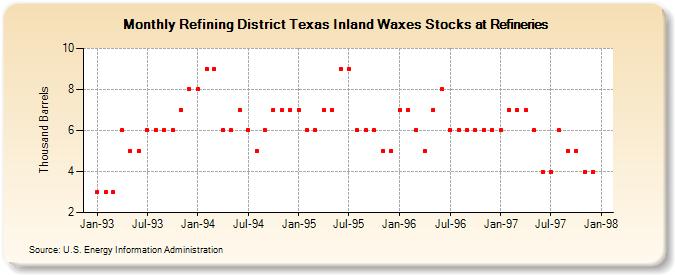 Monthly Refining District Texas Inland Waxes Stocks at Refineries
Thousand Barrels
10
8
6
4
2
Jan-93 Jul-93 Jan-94 Jul-94 Jan-95 Jul-95 Jan-96 Jul-96 Jan-97 Jul-97 Jan-98
Source: U.S. Energy Information Administration